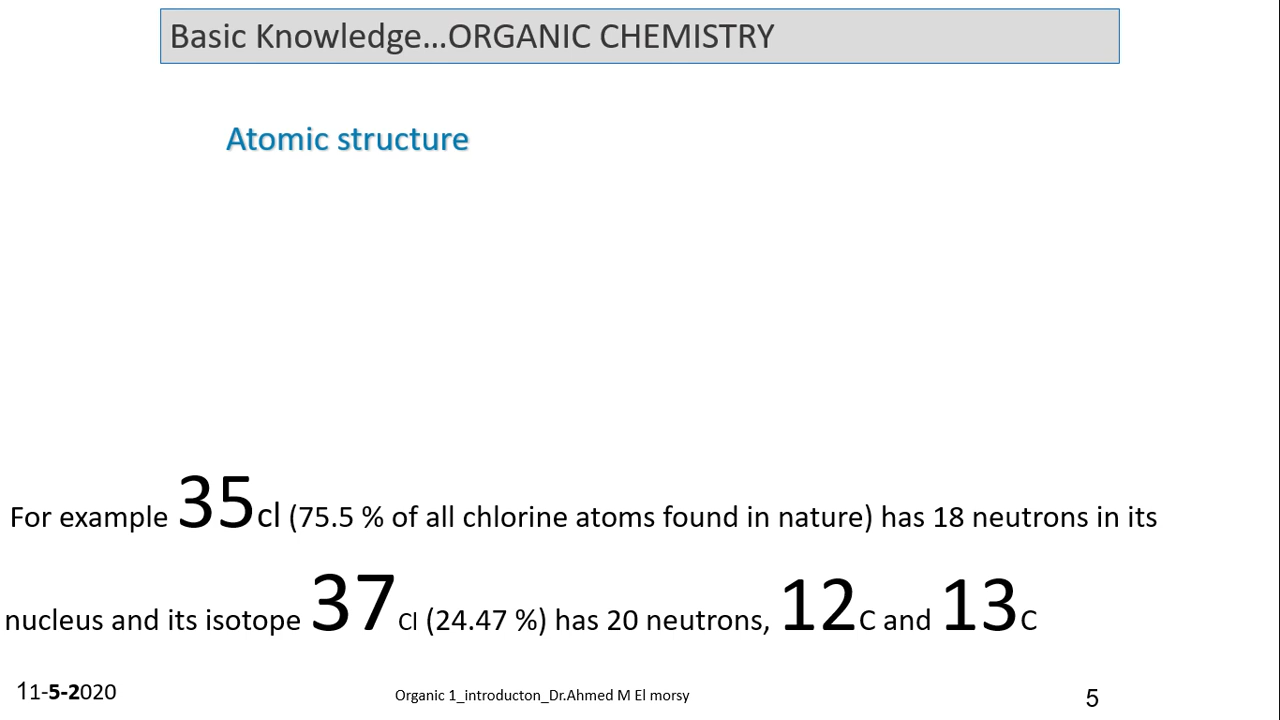 Basic Knowledge...ORGANIC CHEMISTRY
Atomic structure
For example 35cl (75.5 % of all chlorine atoms found in nature) has 18 neutrons in its
nucleus and its isotope 37Cl (24.47 %) has 20 neutrons, 12C and 13C
11-5-2020
Organic 1_introducton_Dr.Ahmed M El morsy
5